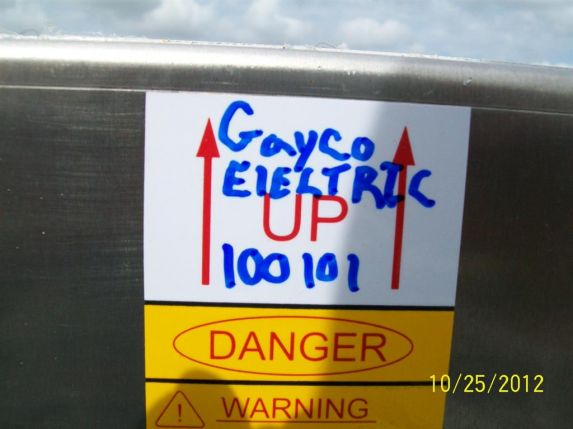 Gayco
ElELTRIC
UP
100101
DANGER
WARNING
10/25/2012